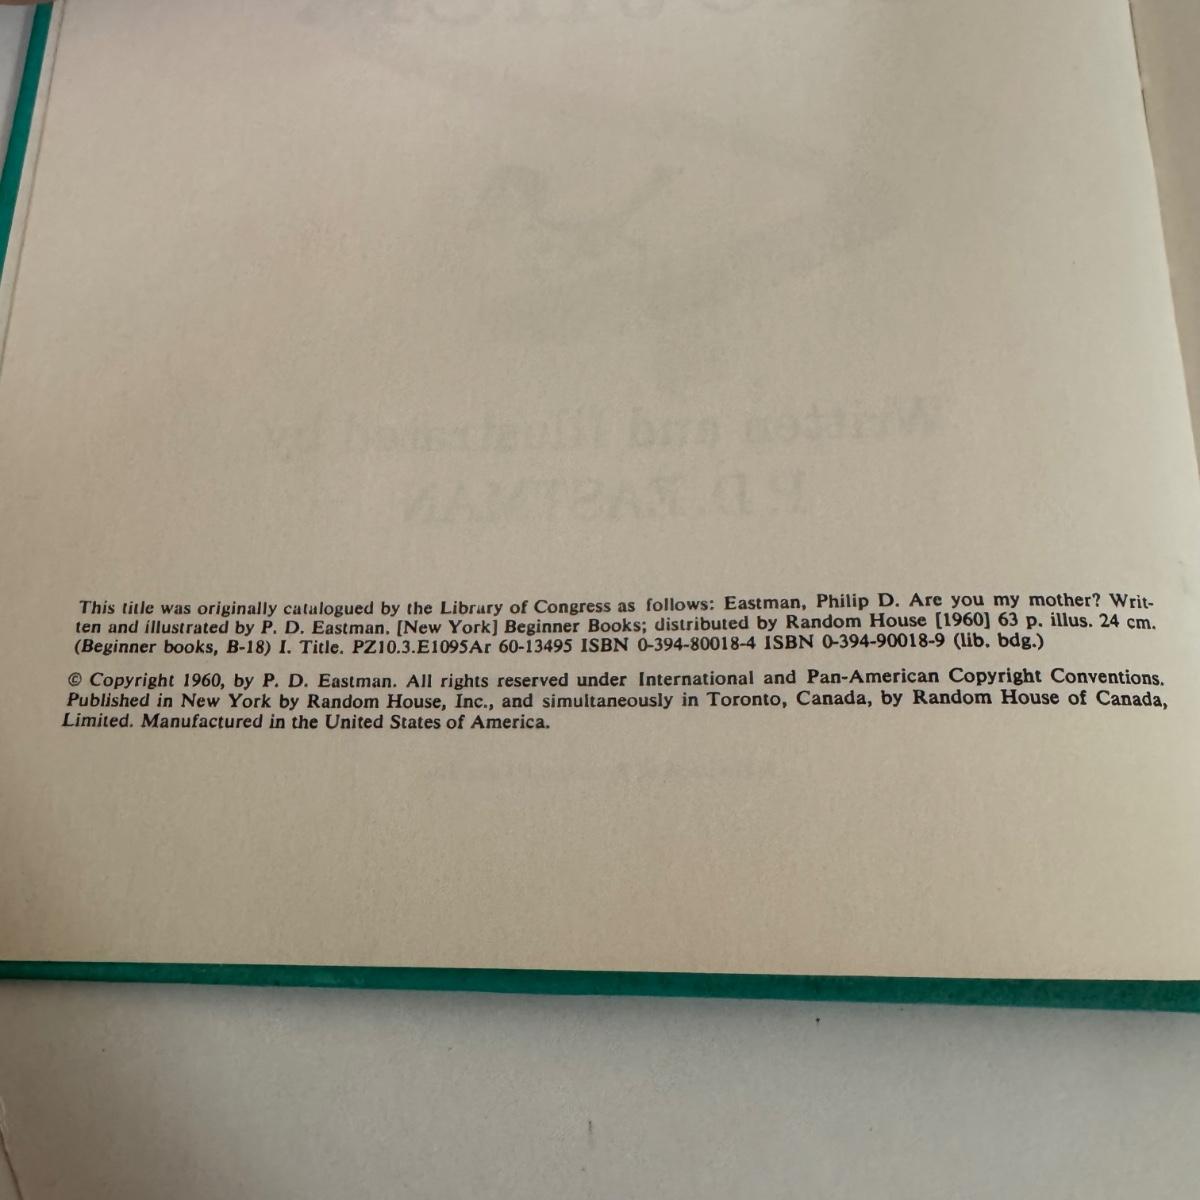 This title was originally catalogued by the Library of Congress as follows: Eastman, Philip D. Are you my mother? Writ-
ten and illustrated by P. D. Eastman. [New York] Beginner Books; distributed by Random House [1960] 63 p. illus. 24 cm.
(Beginner books, B-18) I. Title. PZ10.3.E1095Ar 60-13495 ISBN 0-394-80018-4 ISBN 0-394-90018-9 (lib. bdg.)
© Copyright 1960, by P. D. Eastman. All rights reserved under International and Pan-American Copyright Conventions.
Published in New York by Random House, Inc., and simultaneously in Toronto, Canada, by Random House of Canada,
Limited. Manufactured in the United States of America.
Written and Illustrated by
P.D. EASTMAN